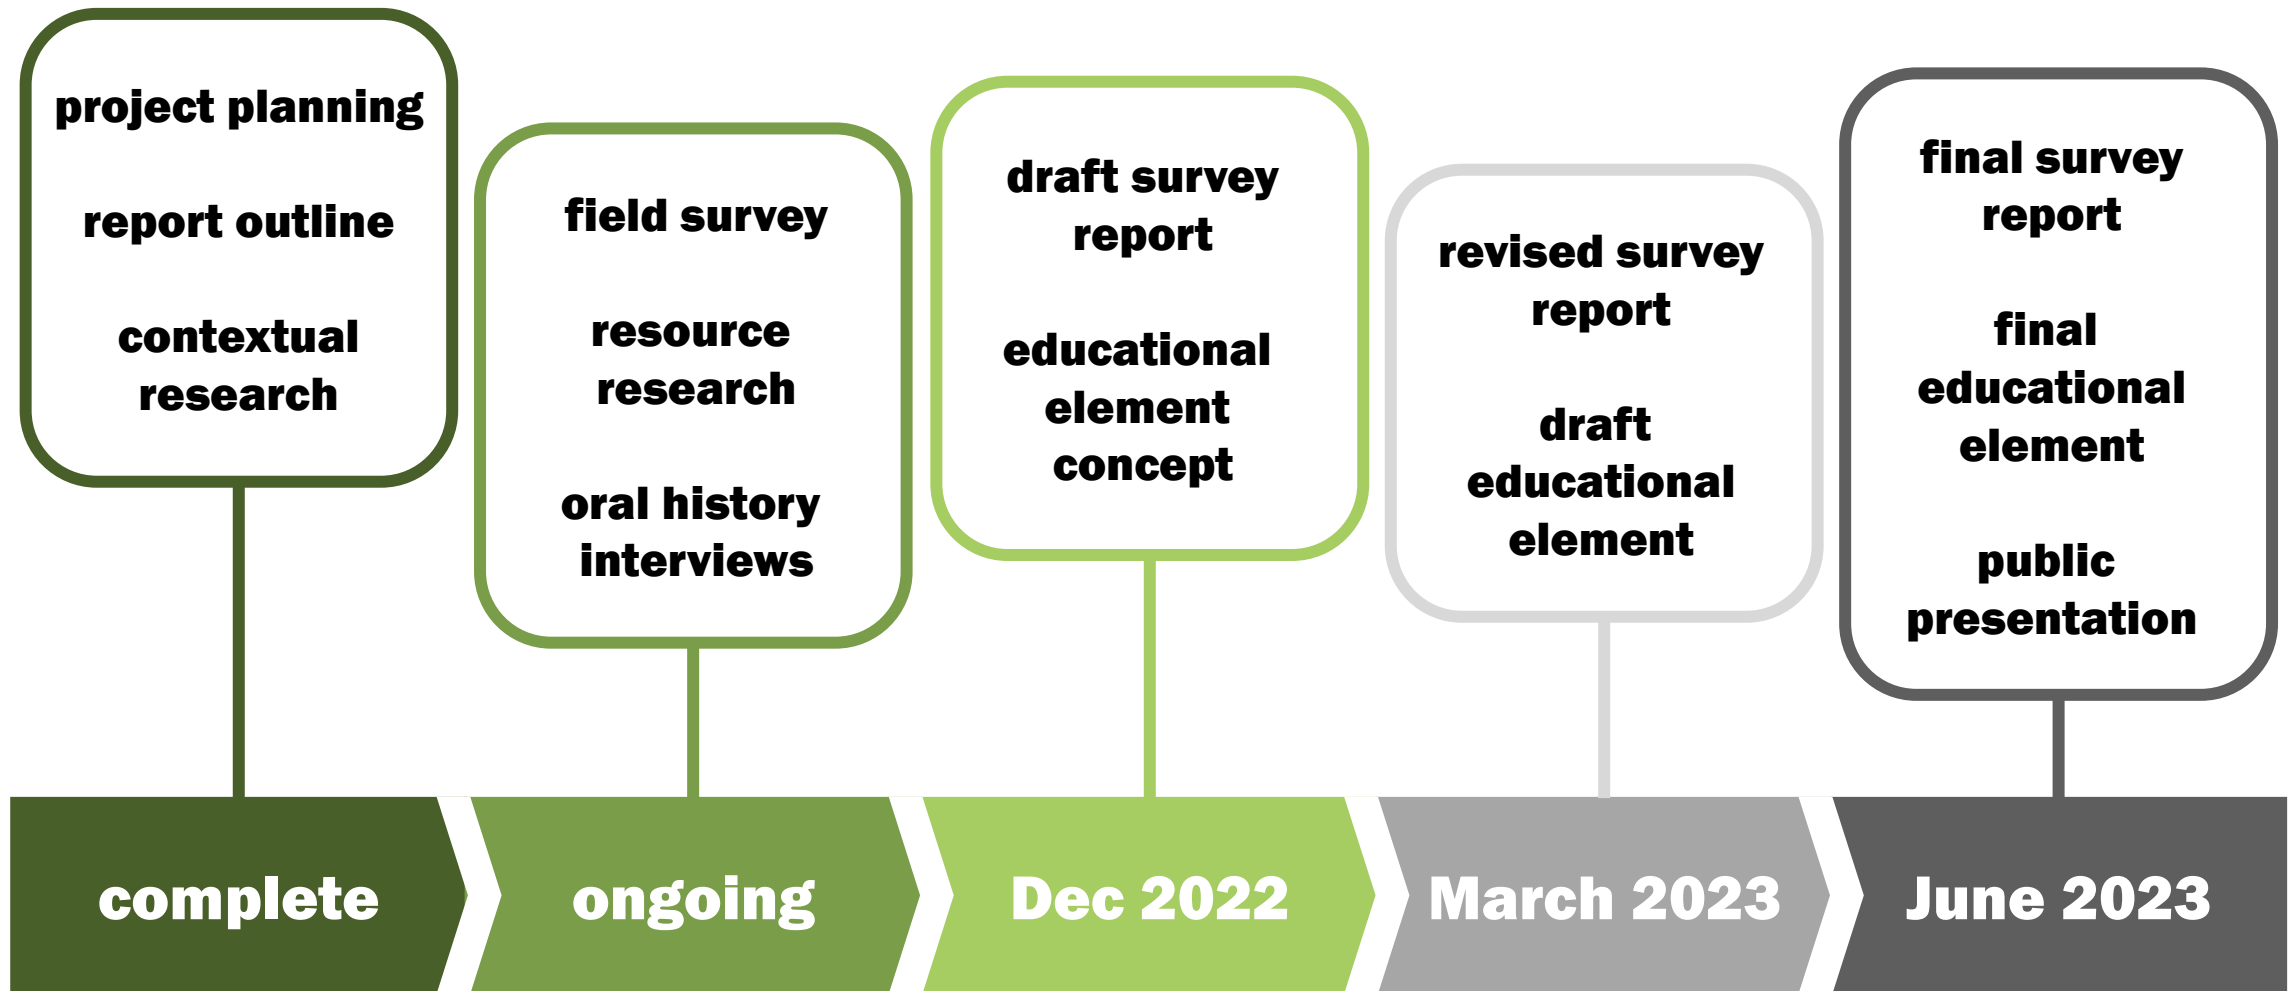 project planning
report outline
contextual
research
field survey
resource
research
oral history
interviews
draft survey
report
educational
element
concept
revised survey
report
draft
educational
element
final survey
report
final
educational
element
public
presentation
complete
ongoing
Dec 2022
March 2023
June 2023